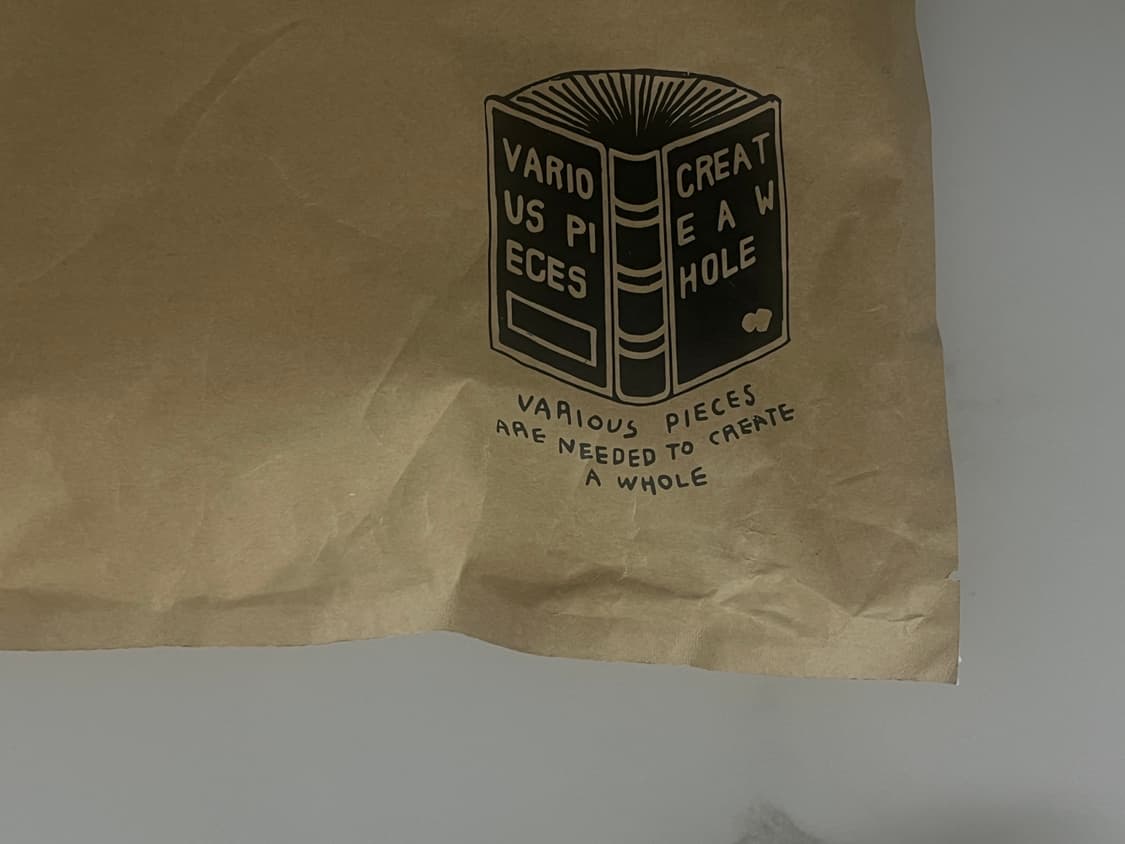 VARIO
US PI
ECES
CREAT
E A W
HOLE
VARIOUS PIECES
ARE NEEDED TO CREATE
A WHOLE